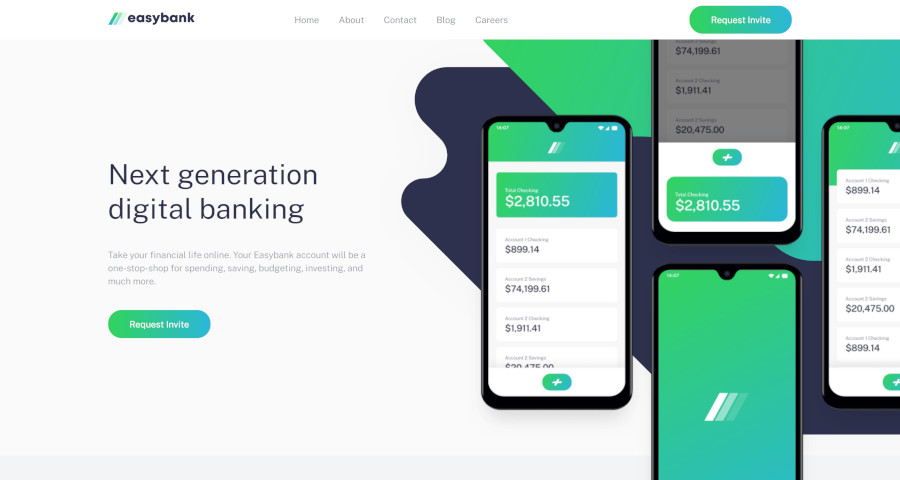 easybank
Home About Contact Blog Careers
Request Invite
Next generation
digital banking
Take your financial life online. Your Easybank account will be a
one-stop-shop for spending, saving, budgeting, investing, and
much more.
Request Invite
14:07
Total Checking
$2,810.55
Account 1 Checking
$899.14
Account 2 Savings
$74,199.61
Account 2 Checking
$1,911.41
Account 2 Savings
$20,475.00
$74,199.61
Account 2 Checking
$1,911.41
Account 2 Savings
$20,475.00
Total Checking
$2,810.55
14:07
14:07
Account 1 Checking
$899.14
Account 2 Savings
$74,199.61
Account 2 Checking
$1,911.41
Account 2 Savings
$20,475.00
Account 1 Checking
$899.14